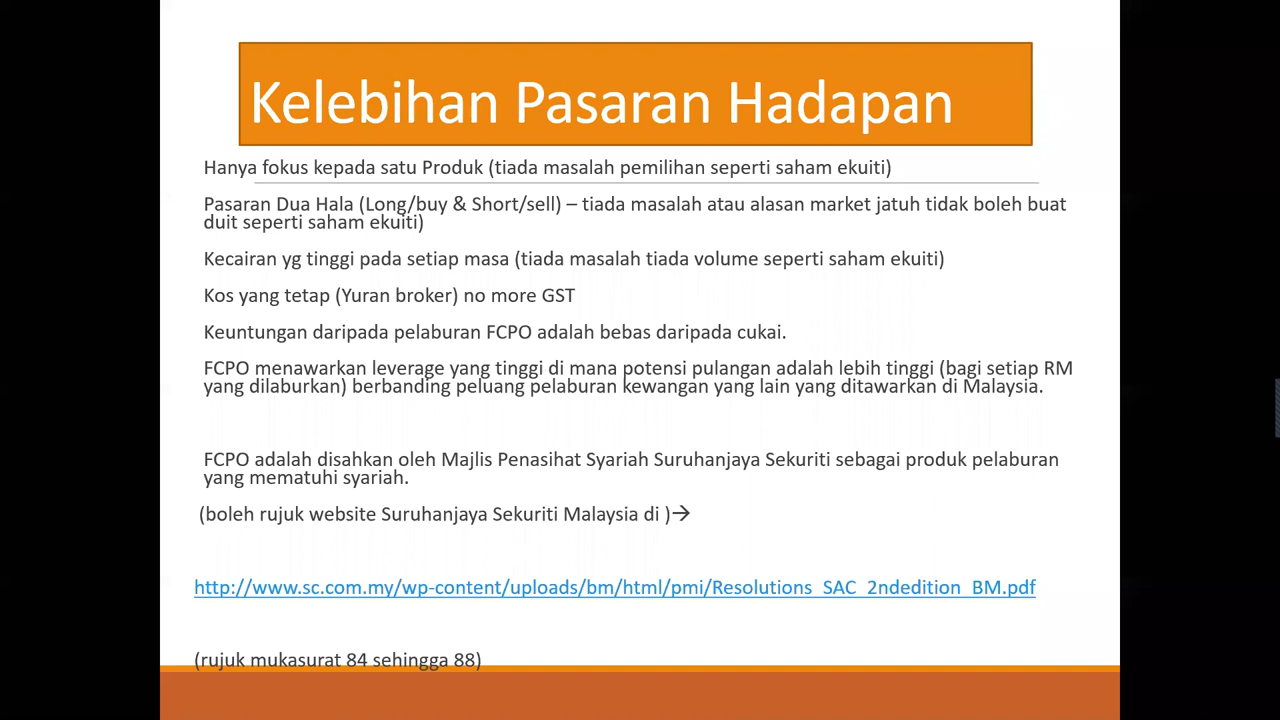 Kelebihan Pasaran Hadapan
Hanya fokus kepada satu Produk (tiada masalah pemilihan seperti saham ekuiti)
Pasaran Dua Hala (Long/buy & Short/sell) – tiada masalah atau alasan market jatuh tidak boleh buat
duit seperti saham ekuiti)
Kecairan yg tinggi pada setiap masa (tiada masalah tiada volume seperti saham ekuiti)
Kos yang tetap (Yuran broker) no more GST
Keuntungan daripada pelaburan FCPO adalah bebas daripada cukai.
FCPO menawarkan leverage yang tinggi di mana potensi pulangan adalah lebih tinggi (bagi setiap RM
yang dilaburkan) berbanding peluang pelaburan kewangan yang lain yang ditawarkan di Malaysia.
FCPO adalah disahkan oleh Majlis Penasihat Syariah Suruhanjaya Sekuriti sebagai produk pelaburan
yang mematuhi syariah.
(boleh rujuk website Suruhanjaya Sekuriti Malaysia di )→
http://www.sc.com.my/wp-content/uploads/bm/html/pmi/Resolutions_SAC_2ndedition_BM.pdf
(rujuk mukasurat 84 sehingga 88)